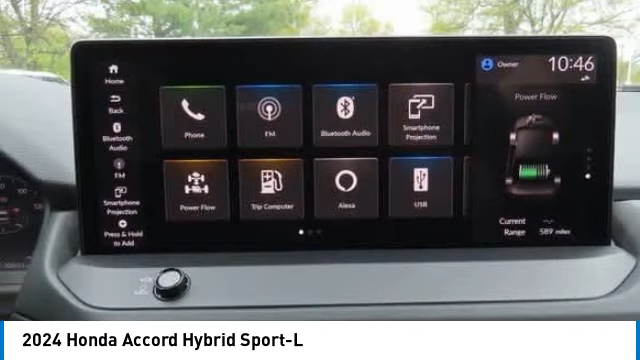 Home
Back
Bluetooth
Audio
FM
Smartphone
Projection
Press & Hold
to Add
Phone
FM
Bluetooth Audio
Smartphone
Projection
Power Flow
Trip Computer
Alexa
USB
Owner
10:46
Power Flow
Current
Range
589 miles
2024 Honda Accord Hybrid Sport-L